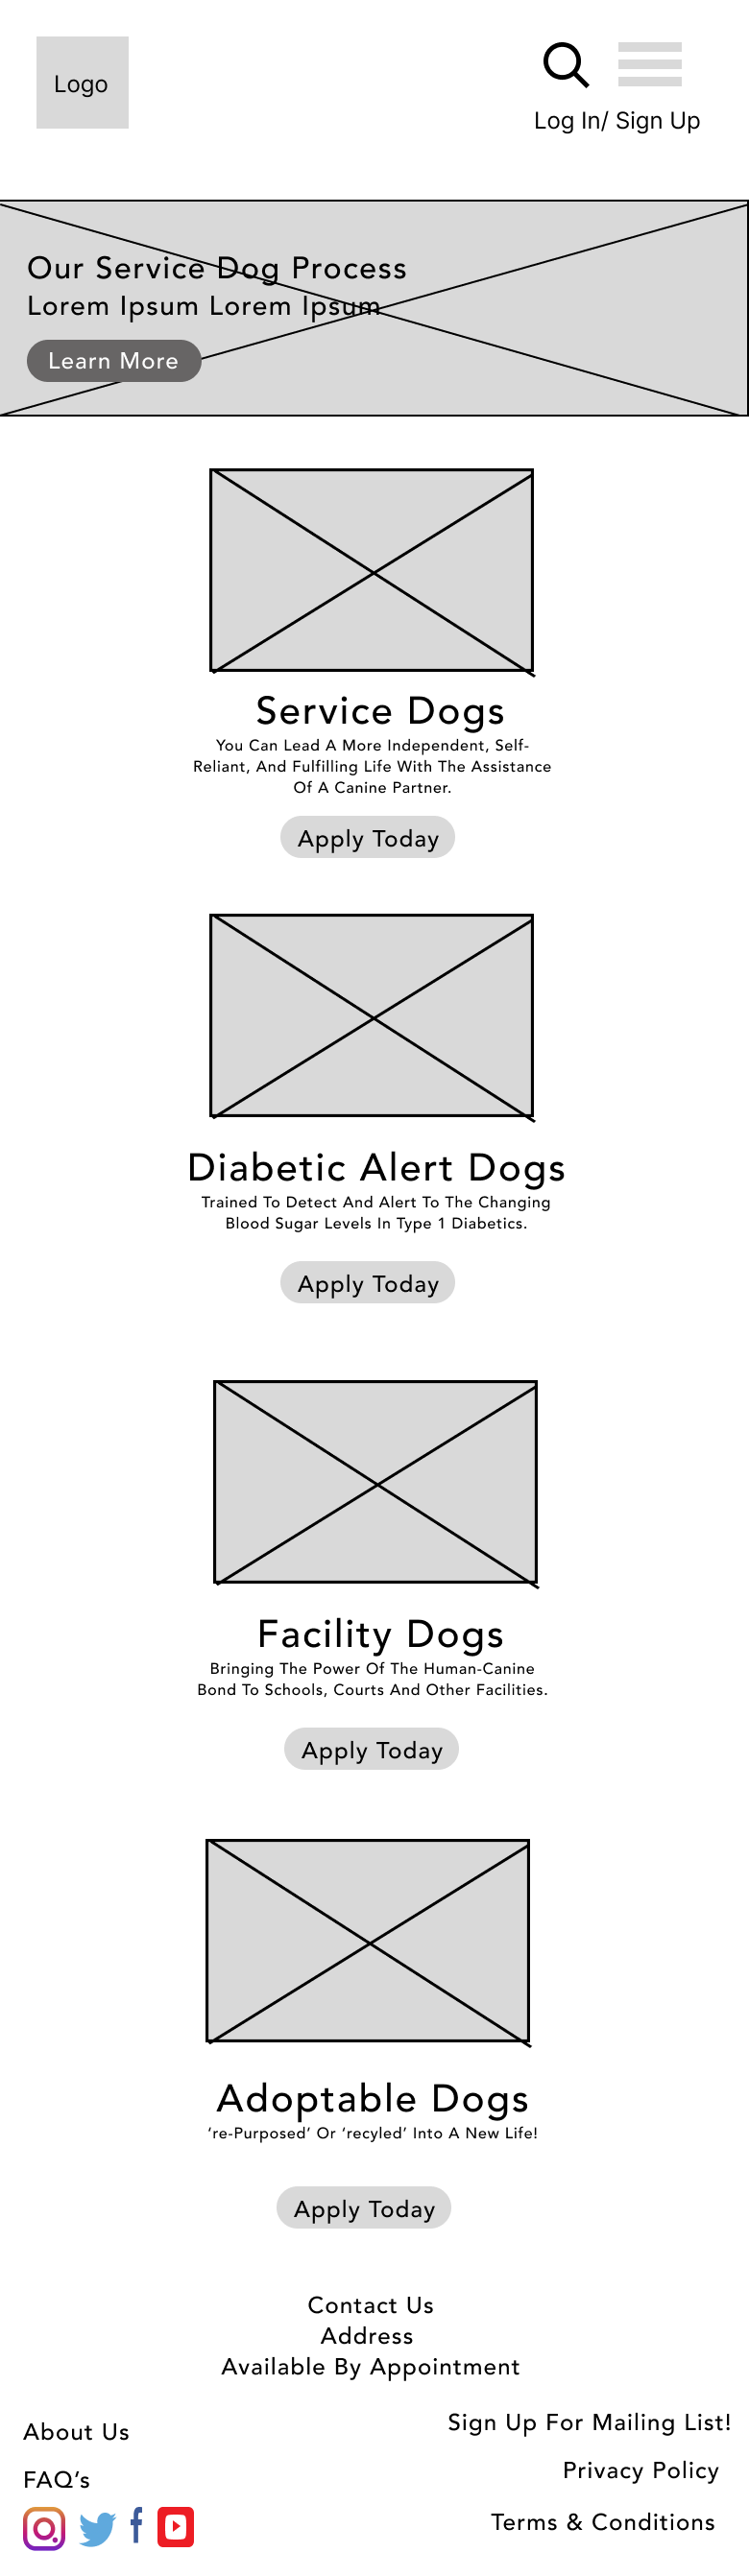 Logo
Log In/ Sign Up
Our Service Dog Process
Lorem Ipsum Lorem Ipsum
Learn More
Service Dogs
You Can Lead A More Independent, Self-
Reliant, And Fulfilling Life With The Assistance
Of A Canine Partner.
Apply Today
Diabetic Alert Dogs
Trained To Detect And Alert To The Changing
Blood Sugar Levels In Type 1 Diabetics.
Apply Today
Facility Dogs
Bringing The Power Of The Human-Canine
Bond To Schools, Courts And Other Facilities.
Apply Today
Adoptable Dogs
‘re-Purposed’ Or ‘recyled’ Into A New Life!
Apply Today
Contact Us
Address
Available By Appointment
About Us
Sign Up For Mailing List!
FAQ’s
Privacy Policy
Terms & Conditions